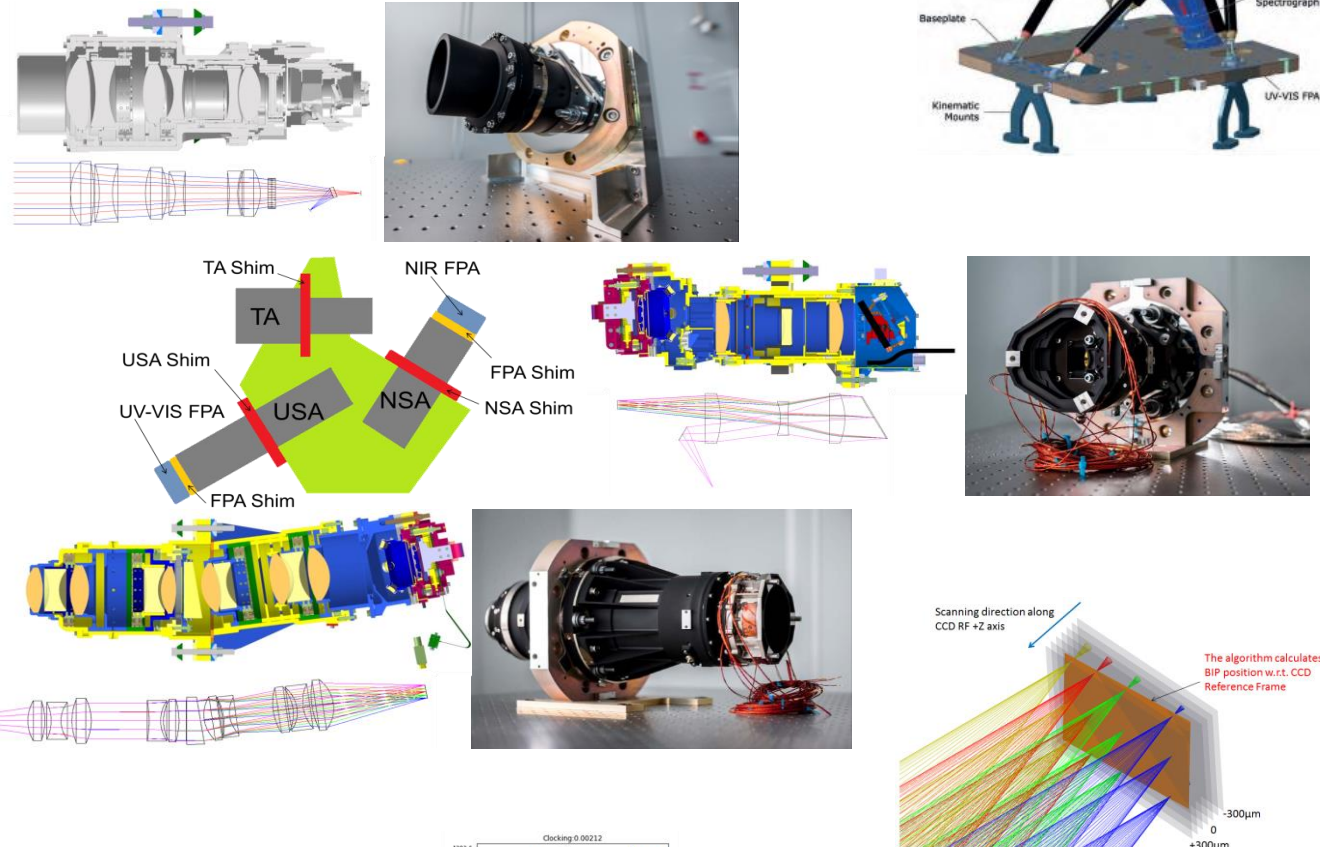 Spectrograph
Baseplate
UV-VIS FPA
Kinematic
Mounts
TA Shim
NIR FPA
TA
USA Shim
FPA Shim
UV-VIS FPA
USA
NSA
NSA Shim
FPA Shim
Scanning direction along
CCD RF +Z axis
The algorithm calculates
BIP position w.r.t. CCD
Reference Frame
-300µm
0
+300µm
Clocking:0.00212